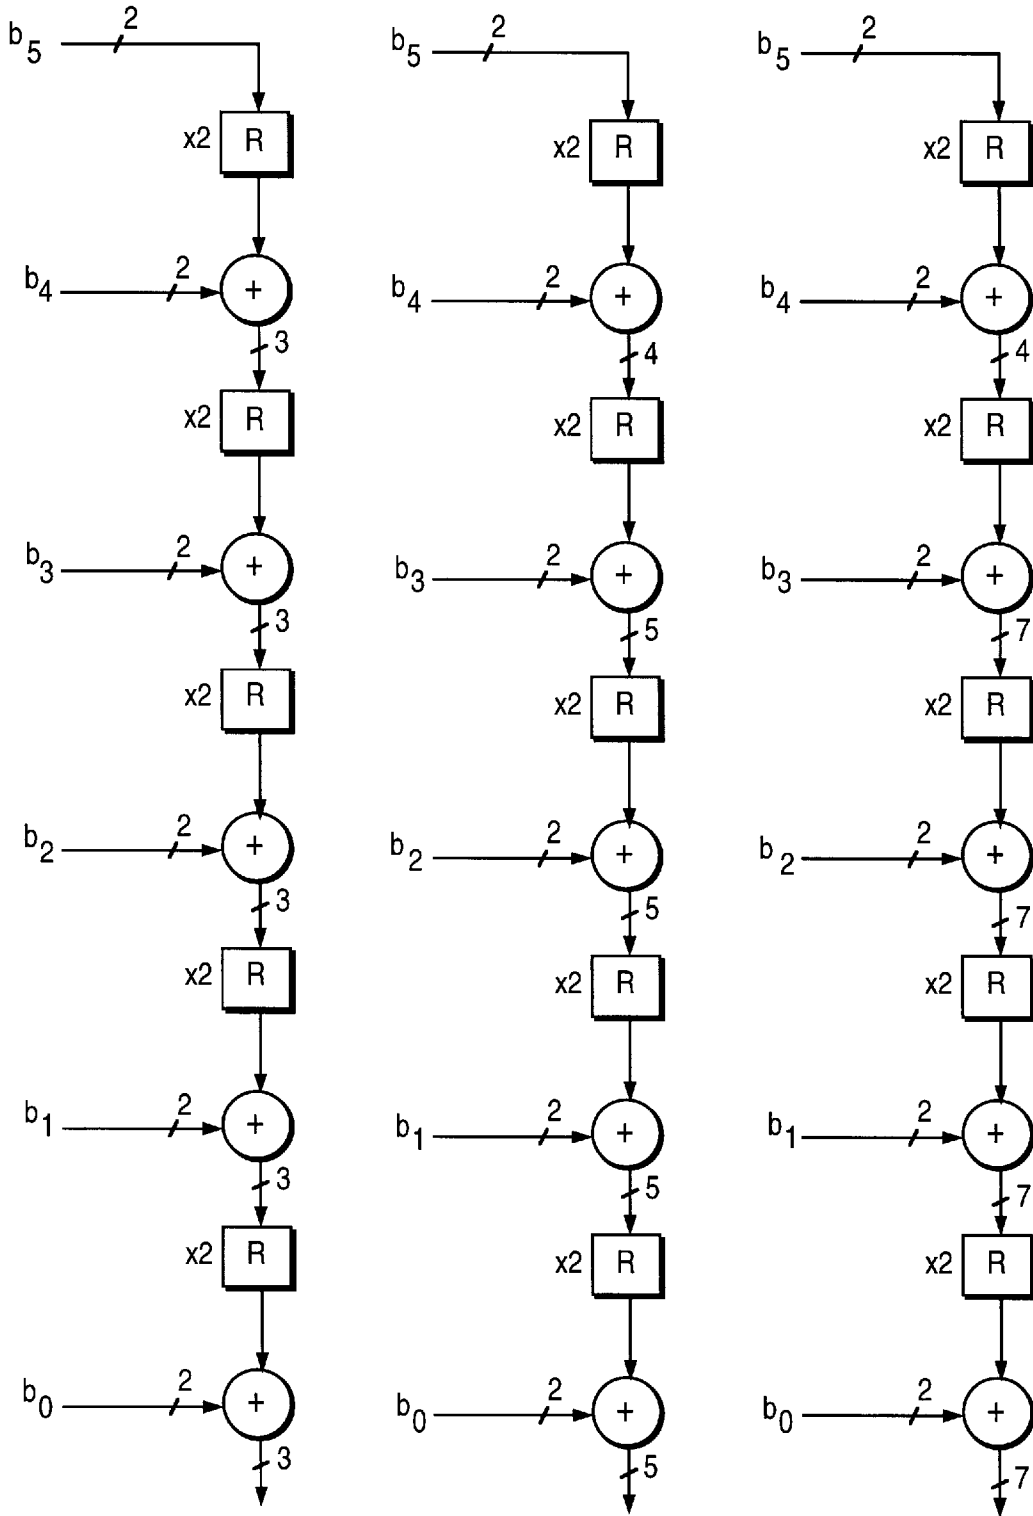 b5 2 b5 2 b5 2
x2 R x2 R x2 R
b4 2 + b4 2 + b4 2 +
3 4 4
x2 R x2 R x2 R
b3 2 + b3 2 + b3 2 +
3 5 7
x2 R x2 R x2 R
b2 2 + b2 2 + b2 2 +
3 5 7
x2 R x2 R x2 R
b1 2 + b1 2 + b1 2 +
3 5 7
x2 R x2 R x2 R
b0 2 + b0 2 + b0 2 +
3 5 7